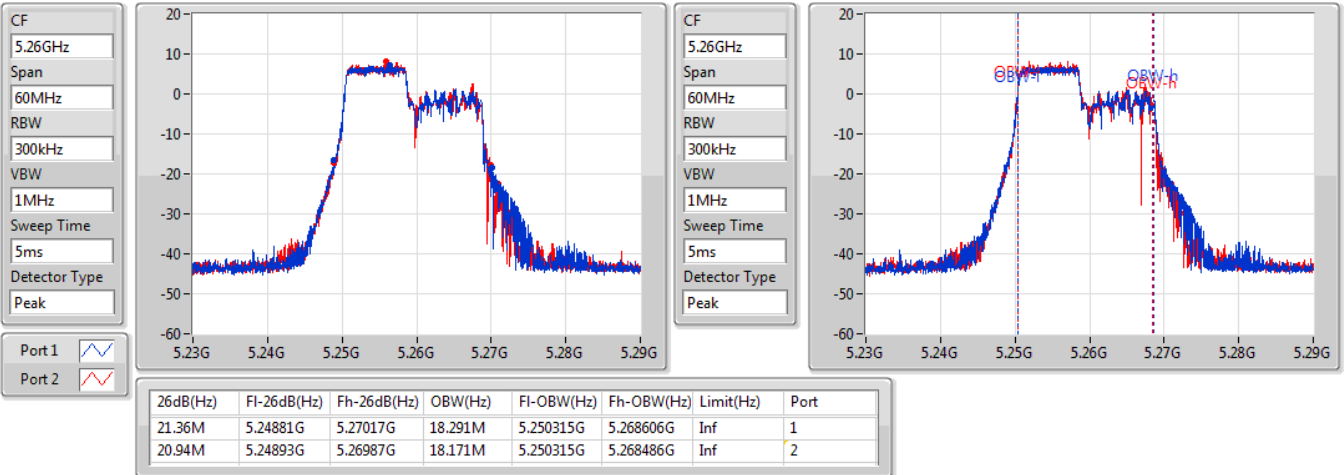 CF
5.26GHz
Span
60MHz
RBW
300kHz
VBW
1MHz
Sweep Time
5ms
Detector Type
Peak
Port 1
Port 2
20
10
0
-10
-20
-30
-40
-50
-60
5.23G 5.24G 5.25G 5.26G 5.27G 5.28G 5.29G
CF
5.26GHz
Span
60MHz
RBW
300kHz
VBW
1MHz
Sweep Time
5ms
Detector Type
Peak
20
10
0
-10
-20
-30
-40
-50
-60
OBW-l
OBW-h
OBW-h
5.23G 5.24G 5.25G 5.26G 5.27G 5.28G 5.29G
26dB(Hz) Fl-26dB(Hz) Fh-26dB(Hz) OBW(Hz) Fl-OBW(Hz) Fh-OBW(Hz) Limit(Hz) Port
21.36M 5.24881G 5.27017G 18.291M 5.250315G 5.268606G Inf 1
20.94M 5.24893G 5.26987G 18.171M 5.250315G 5.268486G Inf 2